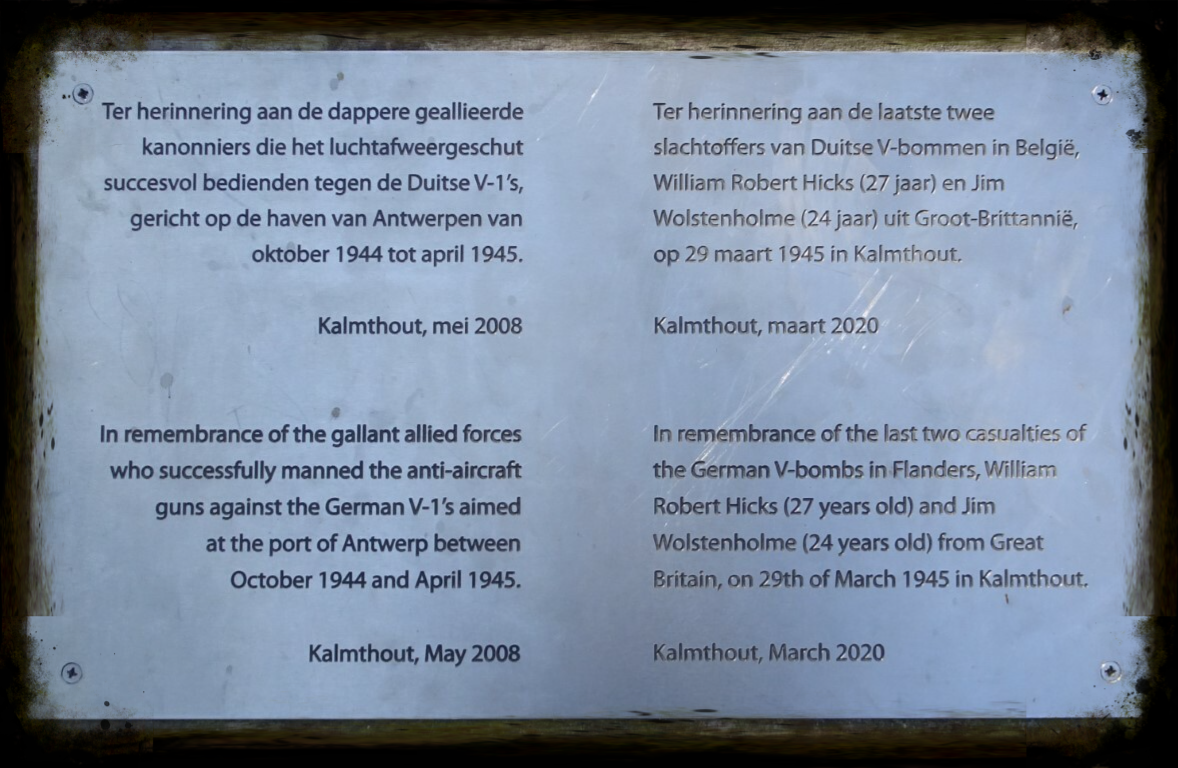 Ter herinnering aan de dappere geallieerde
kanonniers die het luchtafweergeschut
succesvol bedienden tegen de Duitse V-1's,
gericht op de haven van Antwerpen van
oktober 1944 tot april 1945.
Kalmthout, mei 2008
In remembrance of the gallant allied forces
who successfully manned the anti-aircraft
guns against the German V-1's aimed
at the port of Antwerp between
October 1944 and April 1945.
Kalmthout, May 2008
Ter herinnering aan de laatste twee
slachtoffers van Duitse V-bommen in België,
William Robert Hicks (27 jaar) en Jim
Wolstenholme (24 jaar) uit Groot-Brittannië,
op 29 maart 1945 in Kalmthout.
Kalmthout, maart 2020
In remembrance of the last two casualties of
the German V-bombs in Flanders, William
Robert Hicks (27 years old) and Jim
Wolstenholme (24 years old) from Great
Britain, on 29th of March 1945 in Kalmthout.
Kalmthout, March 2020